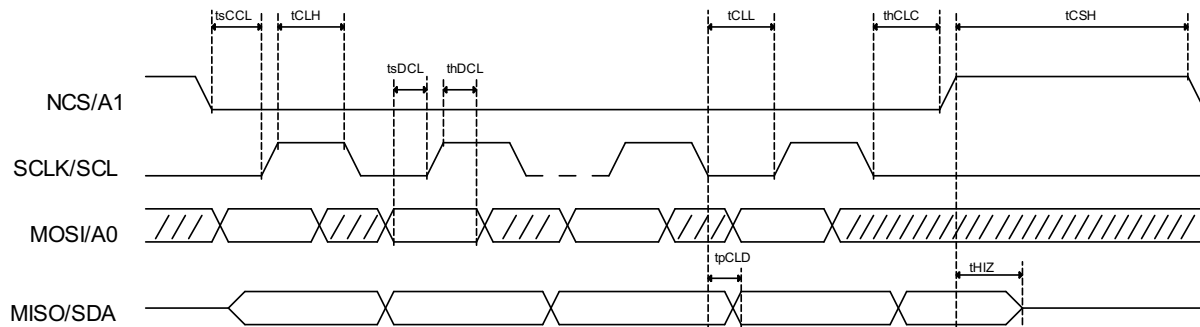 tsCCL tCLH tCLL thCLC tCSH
tsDCL thDCL
NCS/A1
SCLK/SCL
MOSI/A0
tpCLD tHIZ
MISO/SDA